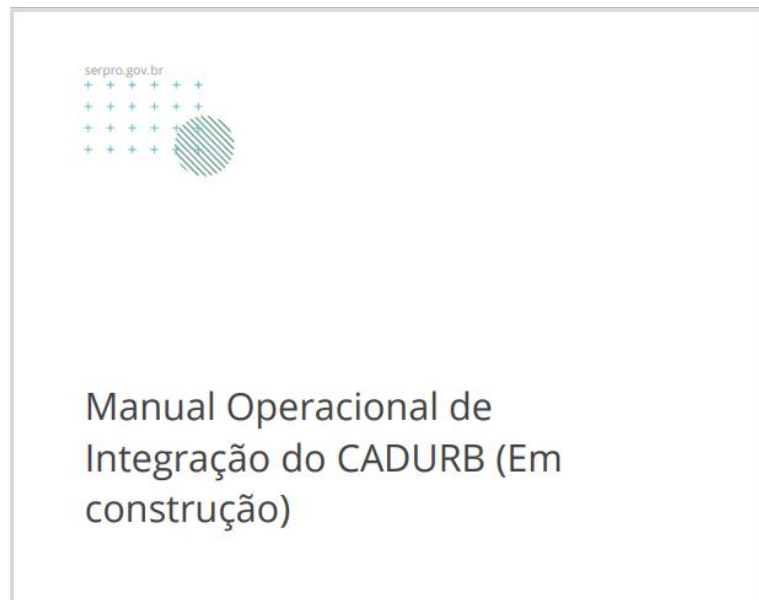 serpro.gov.br
Manual Operacional de
Integração do CADURB (Em
construção)